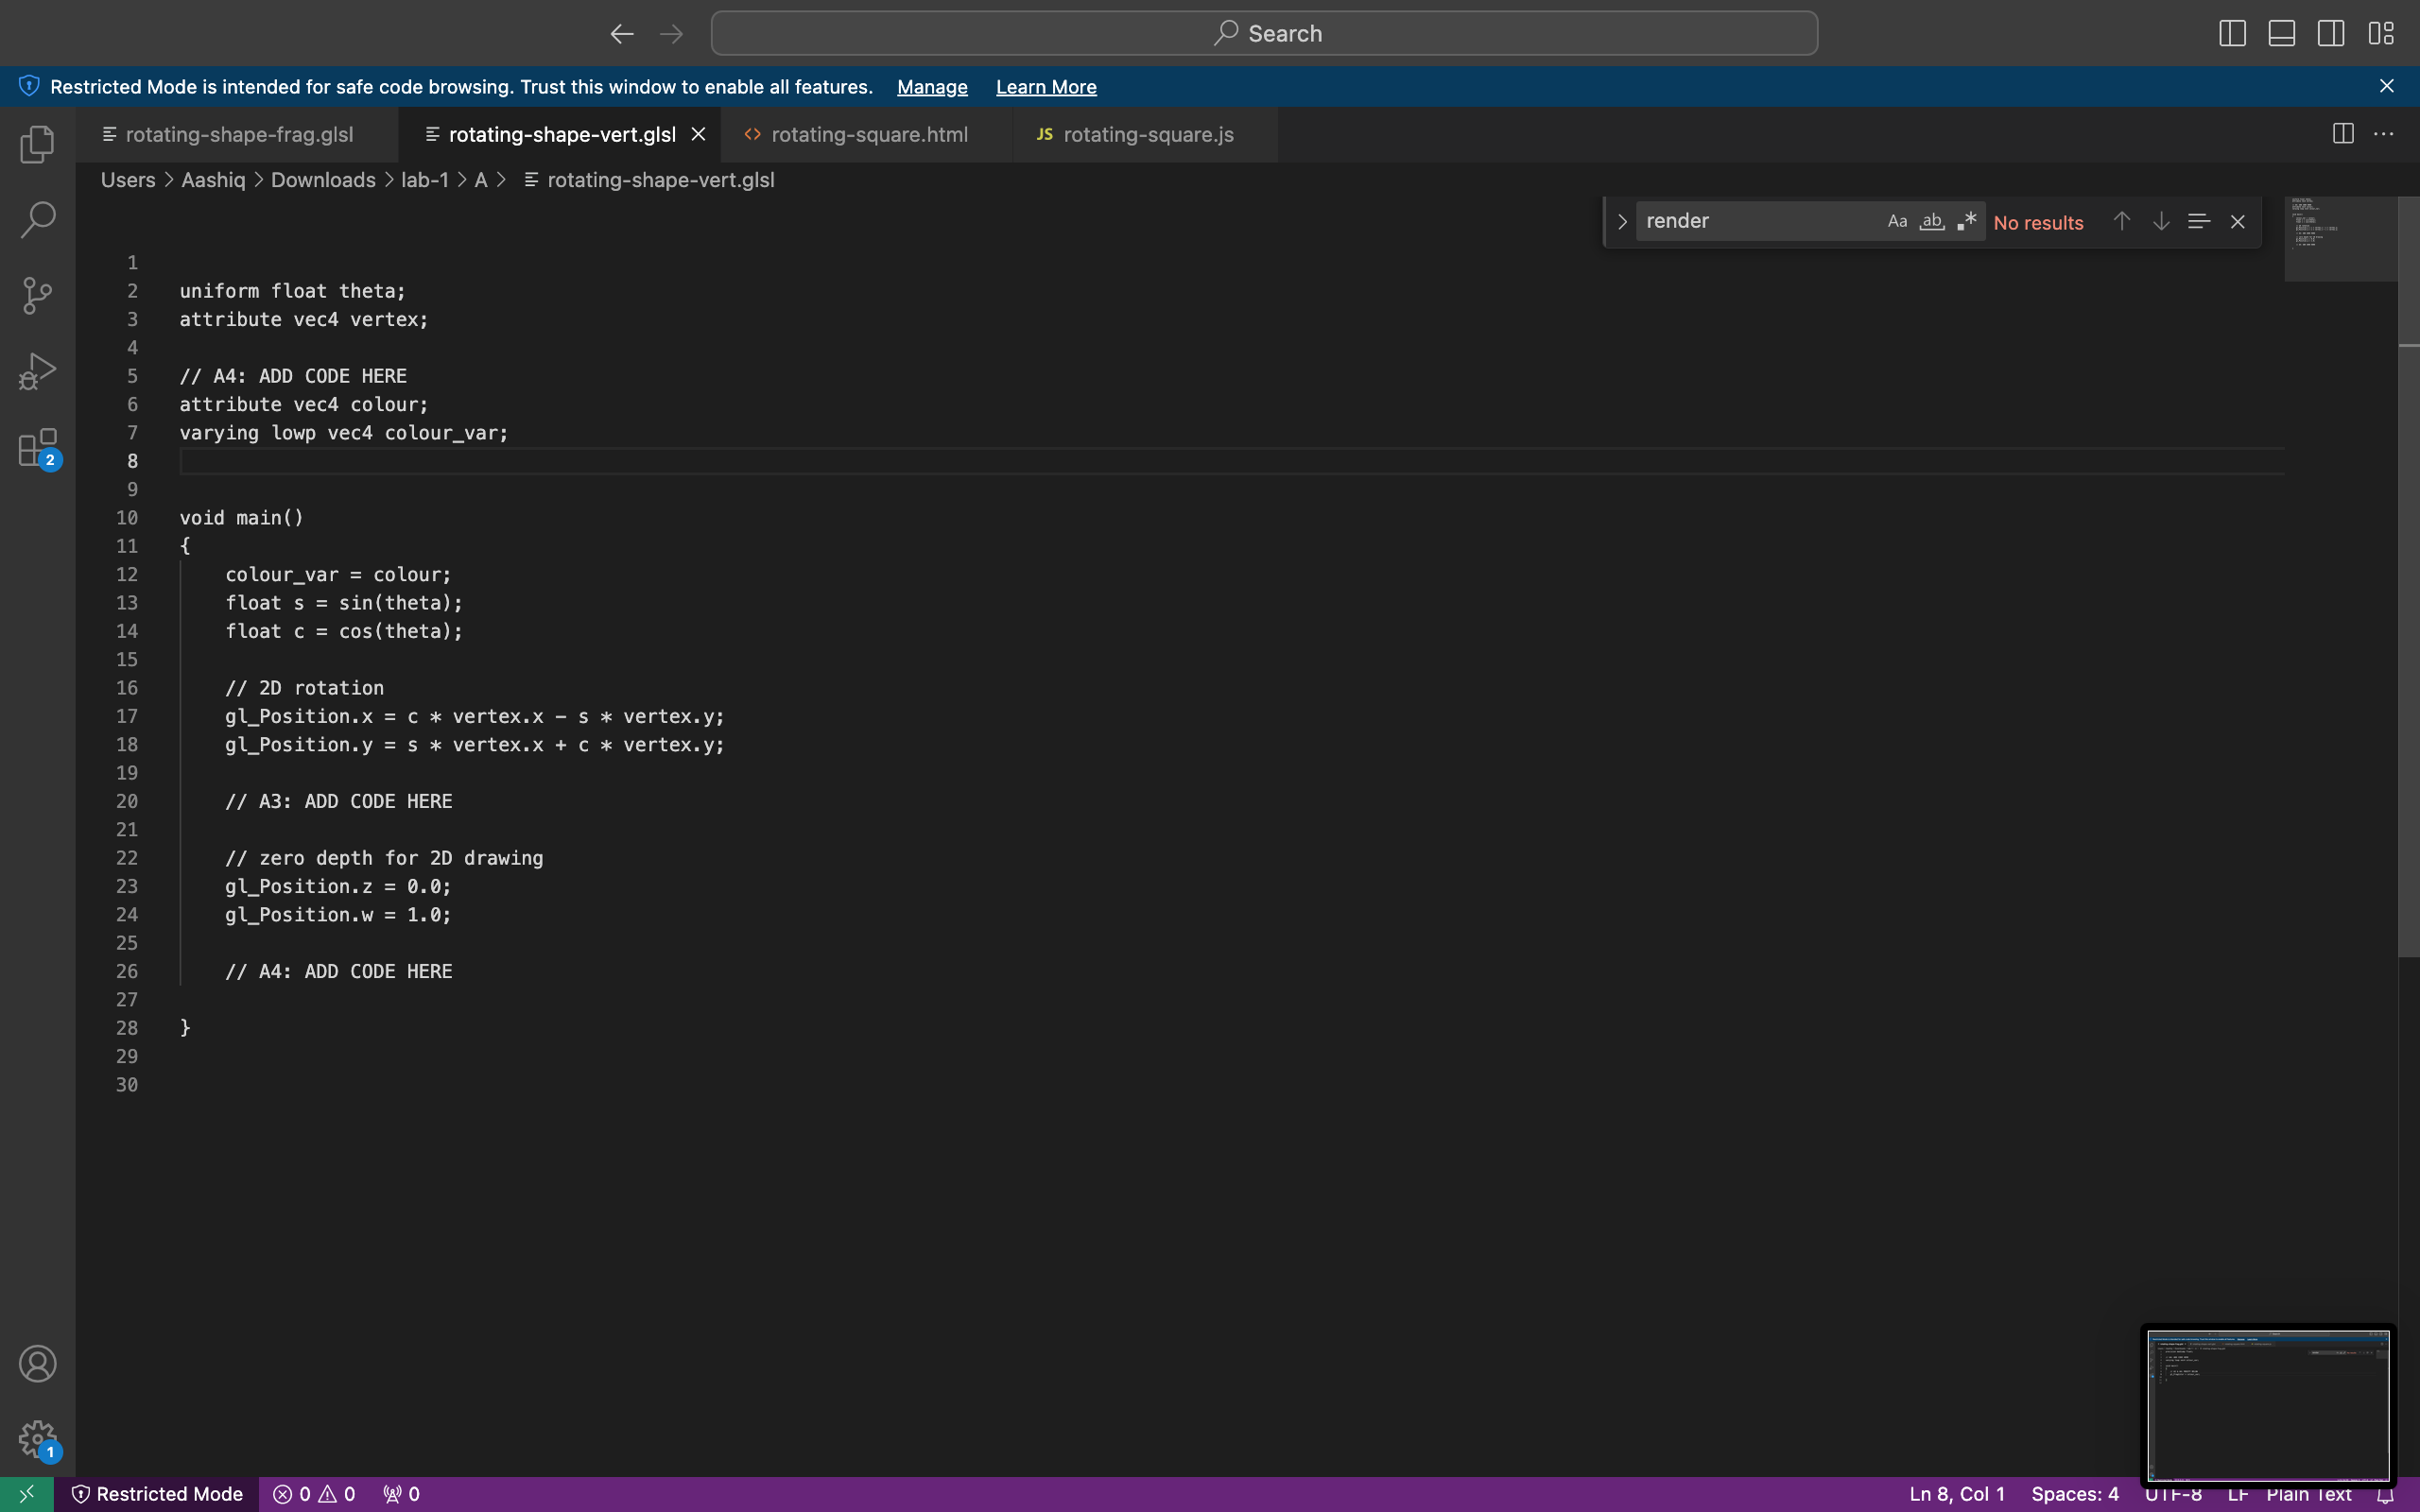 Search
Restricted Mode is intended for safe code browsing. Trust this window to enable all features. Manage Learn More
rotating-shape-frag.glsl rotating-shape-vert.glsl rotating-square.html JS rotating-square.js
Users > Aashiq > Downloads > lab-1 > A > rotating-shape-vert.glsl
render Aa ab No results
1
2 uniform float theta;
3 attribute vec4 vertex;
4
5 // A4: ADD CODE HERE
6 attribute vec4 colour;
7 varying lowp vec4 colour_var;
8
9
10 void main()
11 {
12 colour_var = colour;
13 float s = sin(theta);
14 float c = cos(theta);
15
16 // 2D rotation
17 gl_Position.x = c * vertex.x - s * vertex.y;
18 gl_Position.y = s * vertex.x + c * vertex.y;
19
20 // A3: ADD CODE HERE
21
22 // zero depth for 2D drawing
23 gl_Position.z = 0.0;
24 gl_Position.w = 1.0;
25
26 // A4: ADD CODE HERE
27
28 }
29
30
2
1
Restricted Mode 0 0 0 Ln 8, Col 1 Spaces: 4 UTF-8 LF Plain Text